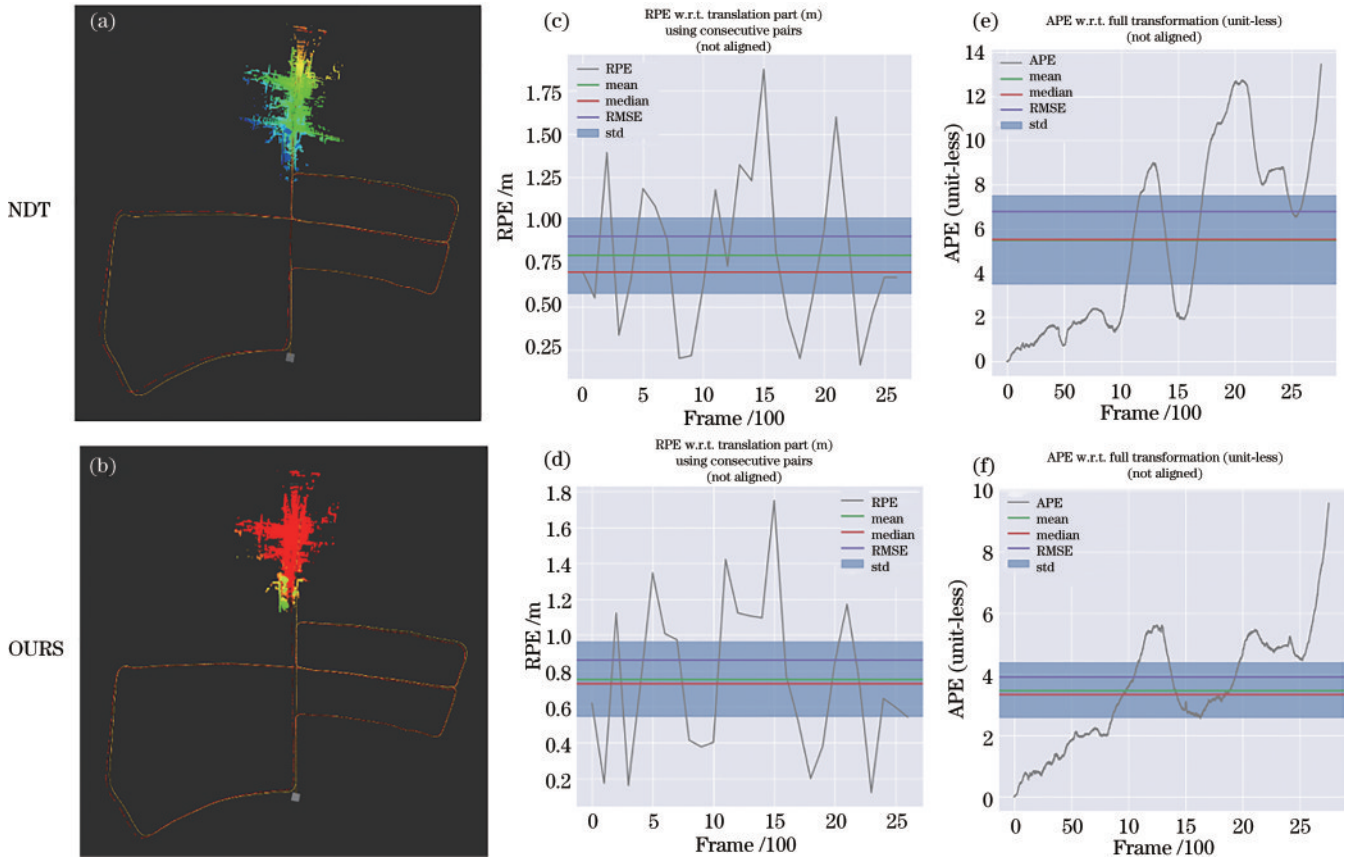 NDT
(a)
(c)
RPE w.r.t. translation part (m)
using consecutive pairs
(not aligned)
RPE
mean
median
RMSE
std
RPE /m
1.75
1.50
1.25
1.00
0.75
0.50
0.25
0 5 10 15 20 25
Frame /100
(e)
APE w.r.t. full transformation (unit-less)
(not aligned)
APE
mean
median
RMSE
std
APE (unit-less)
14
12
10
8
6
4
2
0
0 50 10 15 20 25
Frame /100
OURS
(b)
(d)
RPE w.r.t. translation part (m)
using consecutive pairs
(not aligned)
RPE
mean
median
RMSE
std
RPE /m
1.8
1.6
1.4
1.2
1.0
0.8
0.6
0.4
0.2
0 5 10 15 20 25
Frame /100
(f)
APE w.r.t. full transformation (unit-less)
(not aligned)
APE
mean
median
RMSE
std
APE (unit-less)
10
8
6
4
2
0
0 50 10 15 20 25
Frame /100